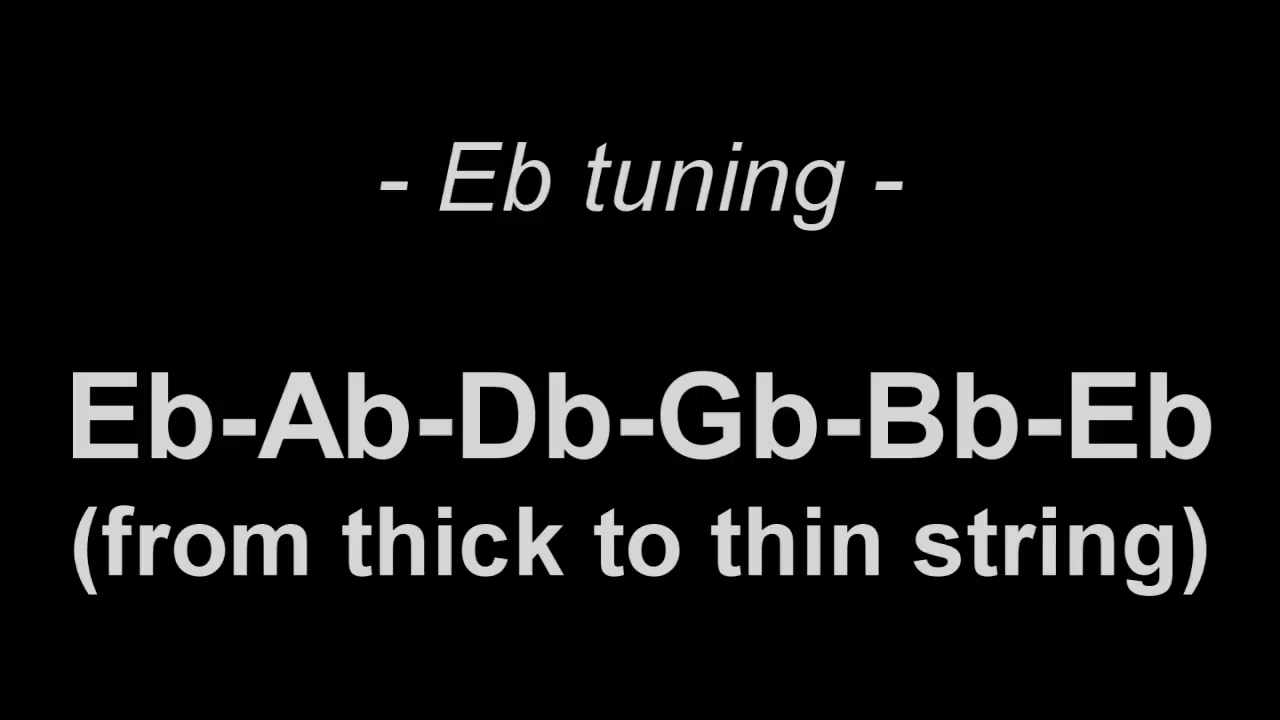 - Eb tuning -
Eb-Ab-Db-Gb-Bb-Eb
(from thick to thin string)